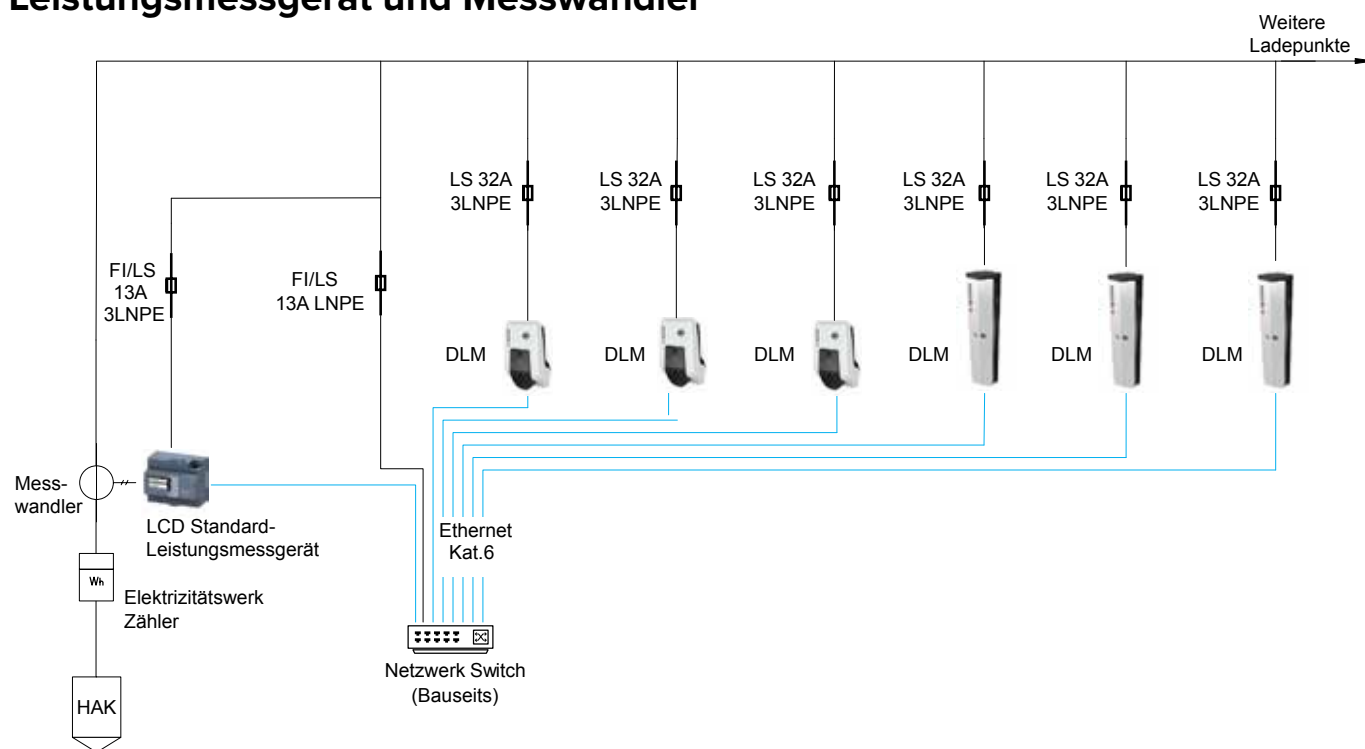 Leistungsmessgerät und Messwandler
Weitere
Ladepunkte
LS 32A
3LNPE
LS 32A
3LNPE
LS 32A
3LNPE
LS 32A
3LNPE
LS 32A
3LNPE
LS 32A
3LNPE
FI/LS
13A
3LNPE
FI/LS
13A LNPE
DLM
DLM
DLM
DLM
DLM
DLM
Mess-
wandler
LCD Standard-
Leistungsmessgerät
Ethernet
Kat.6
Wh
Elektrizitätswerk
Zähler
Netzwerk Switch
(Bauseits)
HAK